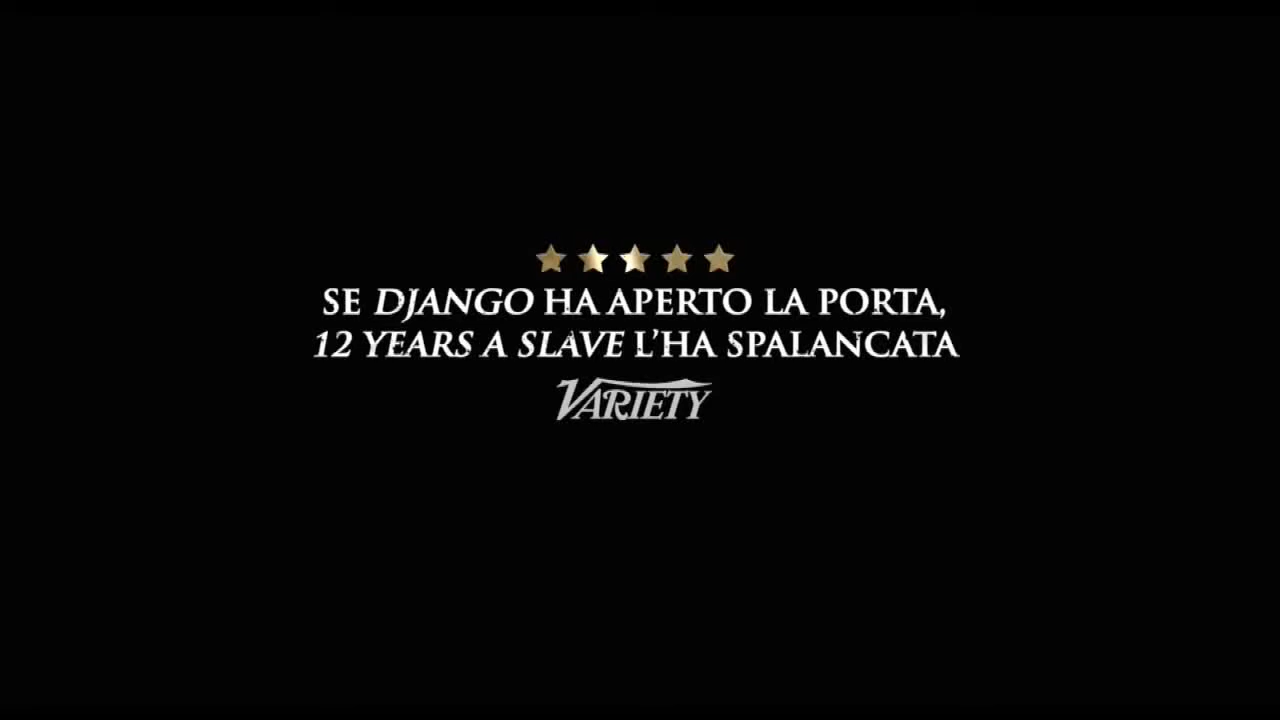 SE DJANGO HA APERTO LA PORTA,
12 YEARS A SLAVE L'HA SPALANCATA
VARIETY